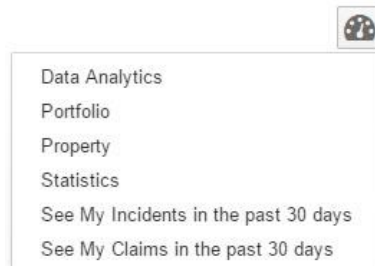 Data Analytics
Portfolio
Property
Statistics
See My Incidents in the past 30 days
See My Claims in the past 30 days